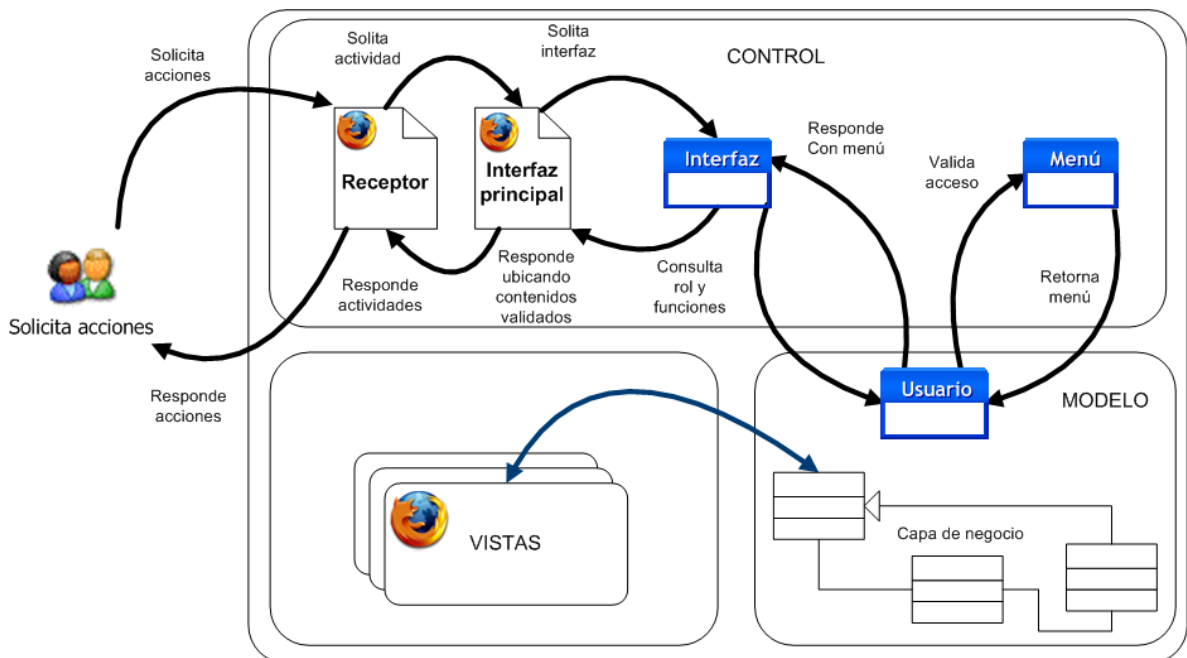 Solicita
acciones
Solita
actividad
Solita
interfaz
CONTROL
Receptor
Interfaz
principal
Interfaz
Responde
Con menú
Valida
acceso
Menú
Solicita acciones
Responde
actividades
Responde
ubicando
contenidos
validados
Consulta
rol y
funciones
Retorna
menú
Responde
acciones
Usuario
MODELO
VISTAS
Capa de negocio